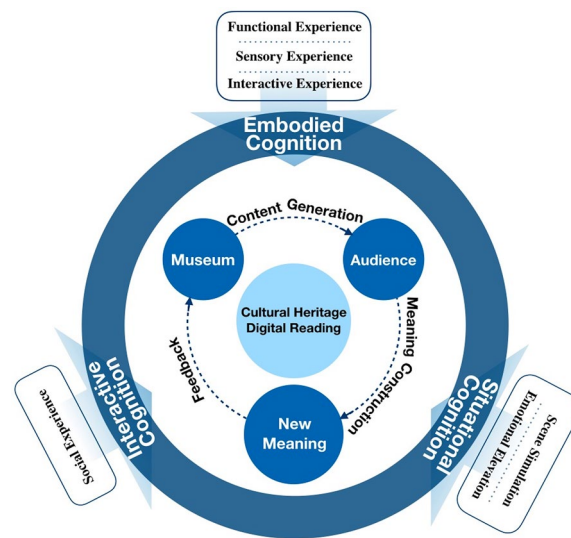 Functional Experience
Sensory Experience
Interactive Experience
Embodied
Cognition
Content Generation
Museum
Audience
Cultural Heritage
Digital Reading
Meaning Construction
Feedback
New
Meaning
Interactive
Cognition
Situational
Cognition
Social Experience
Scene Simulation
Emotional Elevation